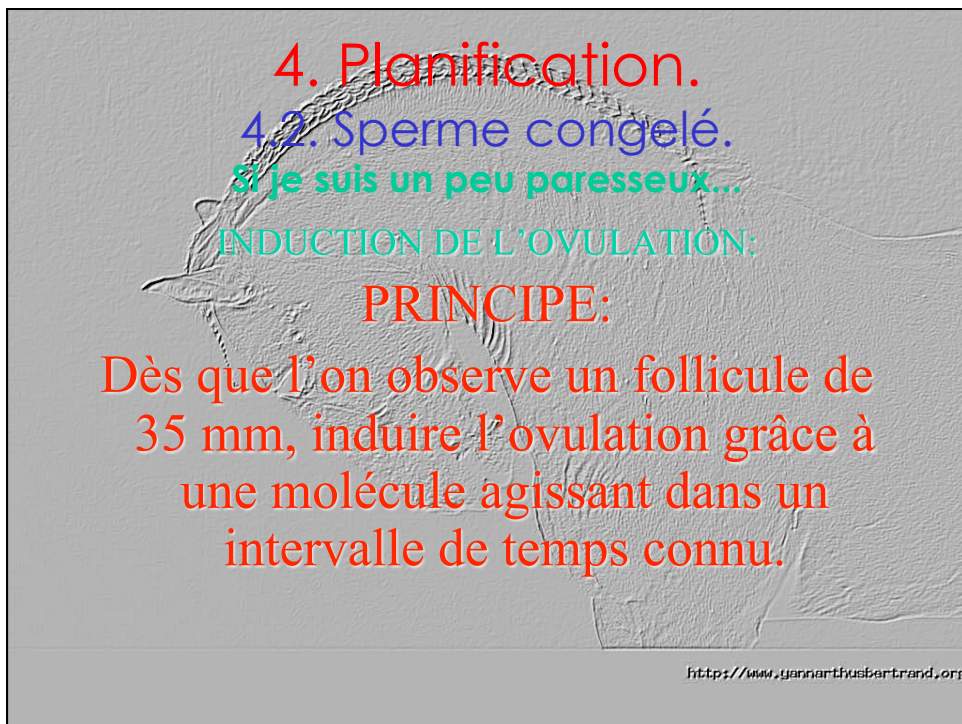 4. Planification.
4.2. Sperme congelé.
Si je suis un peu paresseux...
INDUCTION DE L’OVULATION:
PRINCIPE:
Dès que l’on observe un follicule de
35 mm, induire l’ovulation grâce à
une molécule agissant dans un
intervalle de temps connu.
http://www.yannarthusbertrand.org